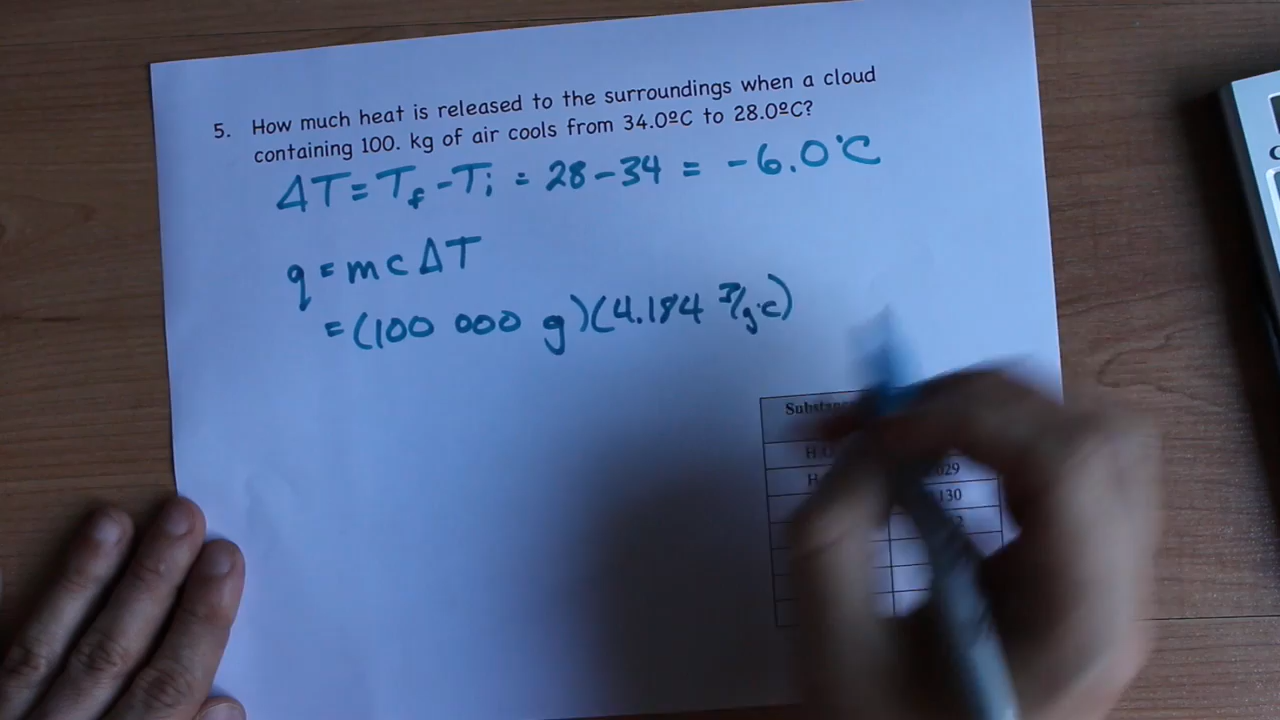 5. How much heat is released to the surroundings when a cloud
containing 100. kg of air cools from 34.0ºC to 28.0ºC?
ΔT = Tf - Ti = 28 - 34 = -6.0°C
q = mcΔT
= (100 000 g)(4.184 J/g·°C)
029
130